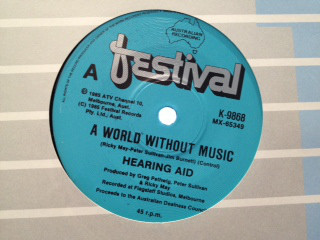 AUSTRALIAN
RECORDING
A
festival
℗ 1985 ATV Channel 10,
Melbourne, Aust.
(C) 1985 Festival Records
Pty. Ltd./Aust.
K-9868
MX-85349
A WORLD WITHOUT MUSIC
(Ricky May-Peter Sullivan-Jim Burnett) (Control)
HEARING AID
Produced by Greg Petherick, Peter Sullivan
& Ricky May
Recorded at Flagstaff Studios, Melbourne
Proceeds to the Australian Deafness Council
45 r.p.m.